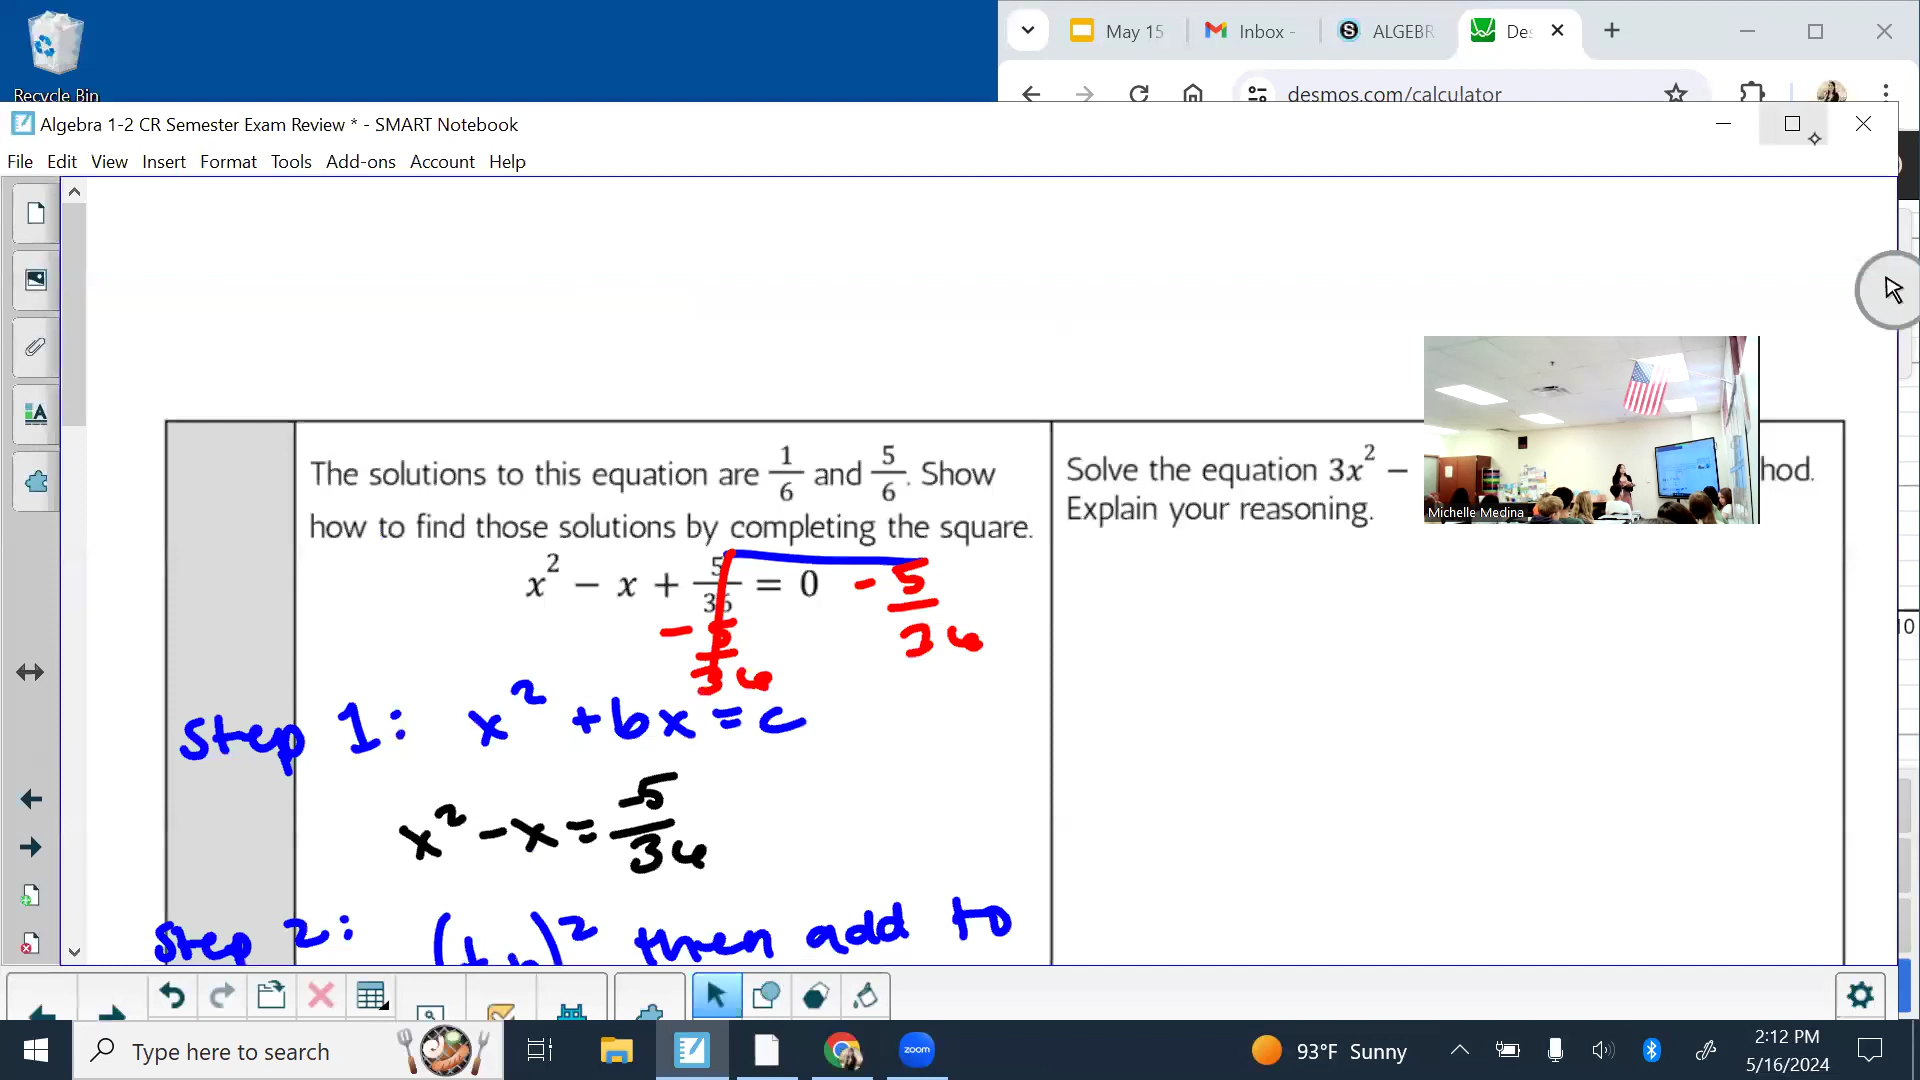 May 15
Inbox -
ALGEBR
Des
Recycle Bin
desmos.com/calculator
Algebra 1-2 CR Semester Exam Review * - SMART Notebook
File Edit View Insert Format Tools Add-ons Account Help
The solutions to this equation are 1/6 and 5/6. Show
how to find those solutions by completing the square.
x² − x + 5/36 = 0 - 5/36
- 5/36
Solve the equation 3x² −
hod.
Explain your reasoning.
Michelle Medina
10
Step 1: x² + bx = c
x² - x = -5/36
Step 2: ( b)² then add to
Type here to search
zoom
93°F Sunny
2:12 PM
5/16/2024